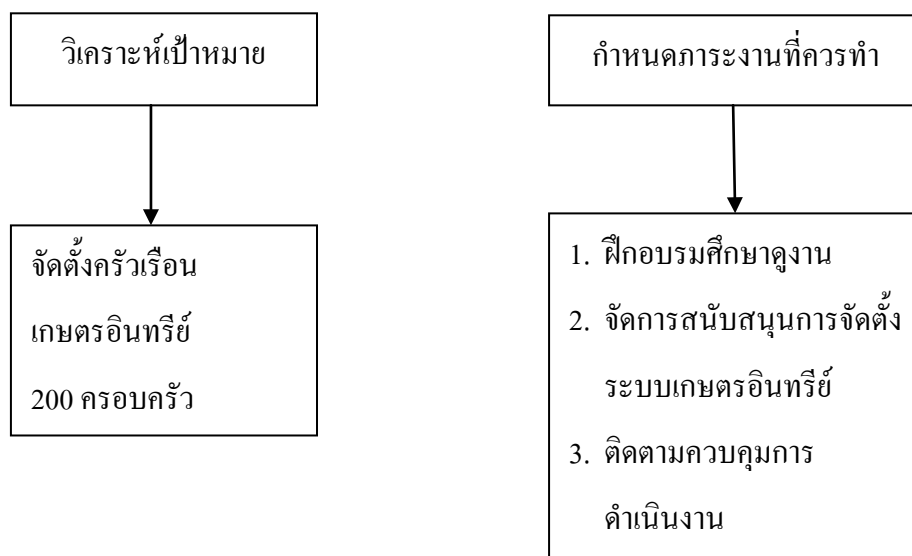 วิเคราะห์เป้าหมาย
จัดตั้งครัวเรือน
เกษตรอินทรีย์
200 ครอบครัว
กำหนดภาระงานที่ควรทำ
1. ฝึกอบรมศึกษาดูงาน
2. จัดการสนับสนุนการจัดตั้ง
ระบบเกษตรอินทรีย์
3. ติดตามควบคุมการ
ดำเนินงาน